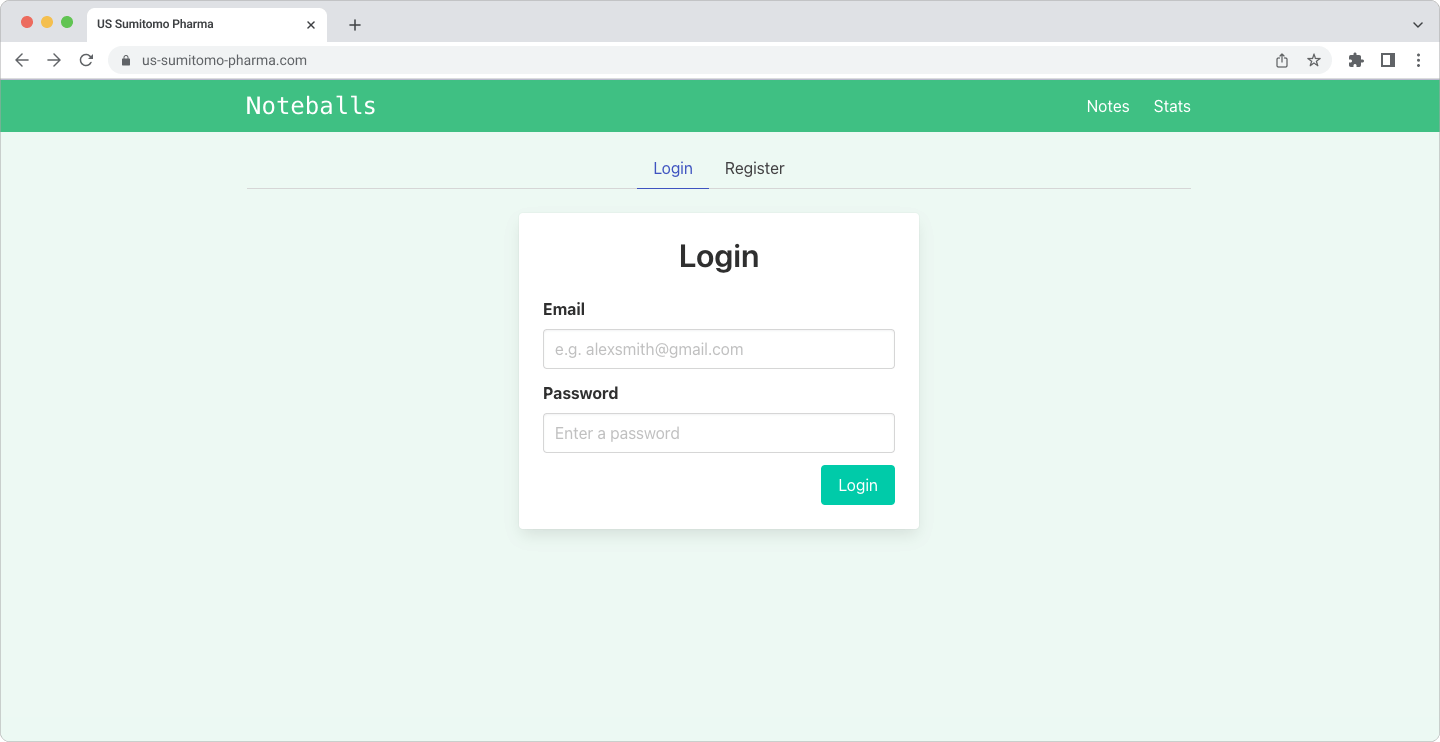 US Sumitomo Pharma
us-sumitomo-pharma.com
Noteballs
Notes Stats
Login Register
Login
Email
e.g. alexsmith@gmail.com
Password
Enter a password
Login